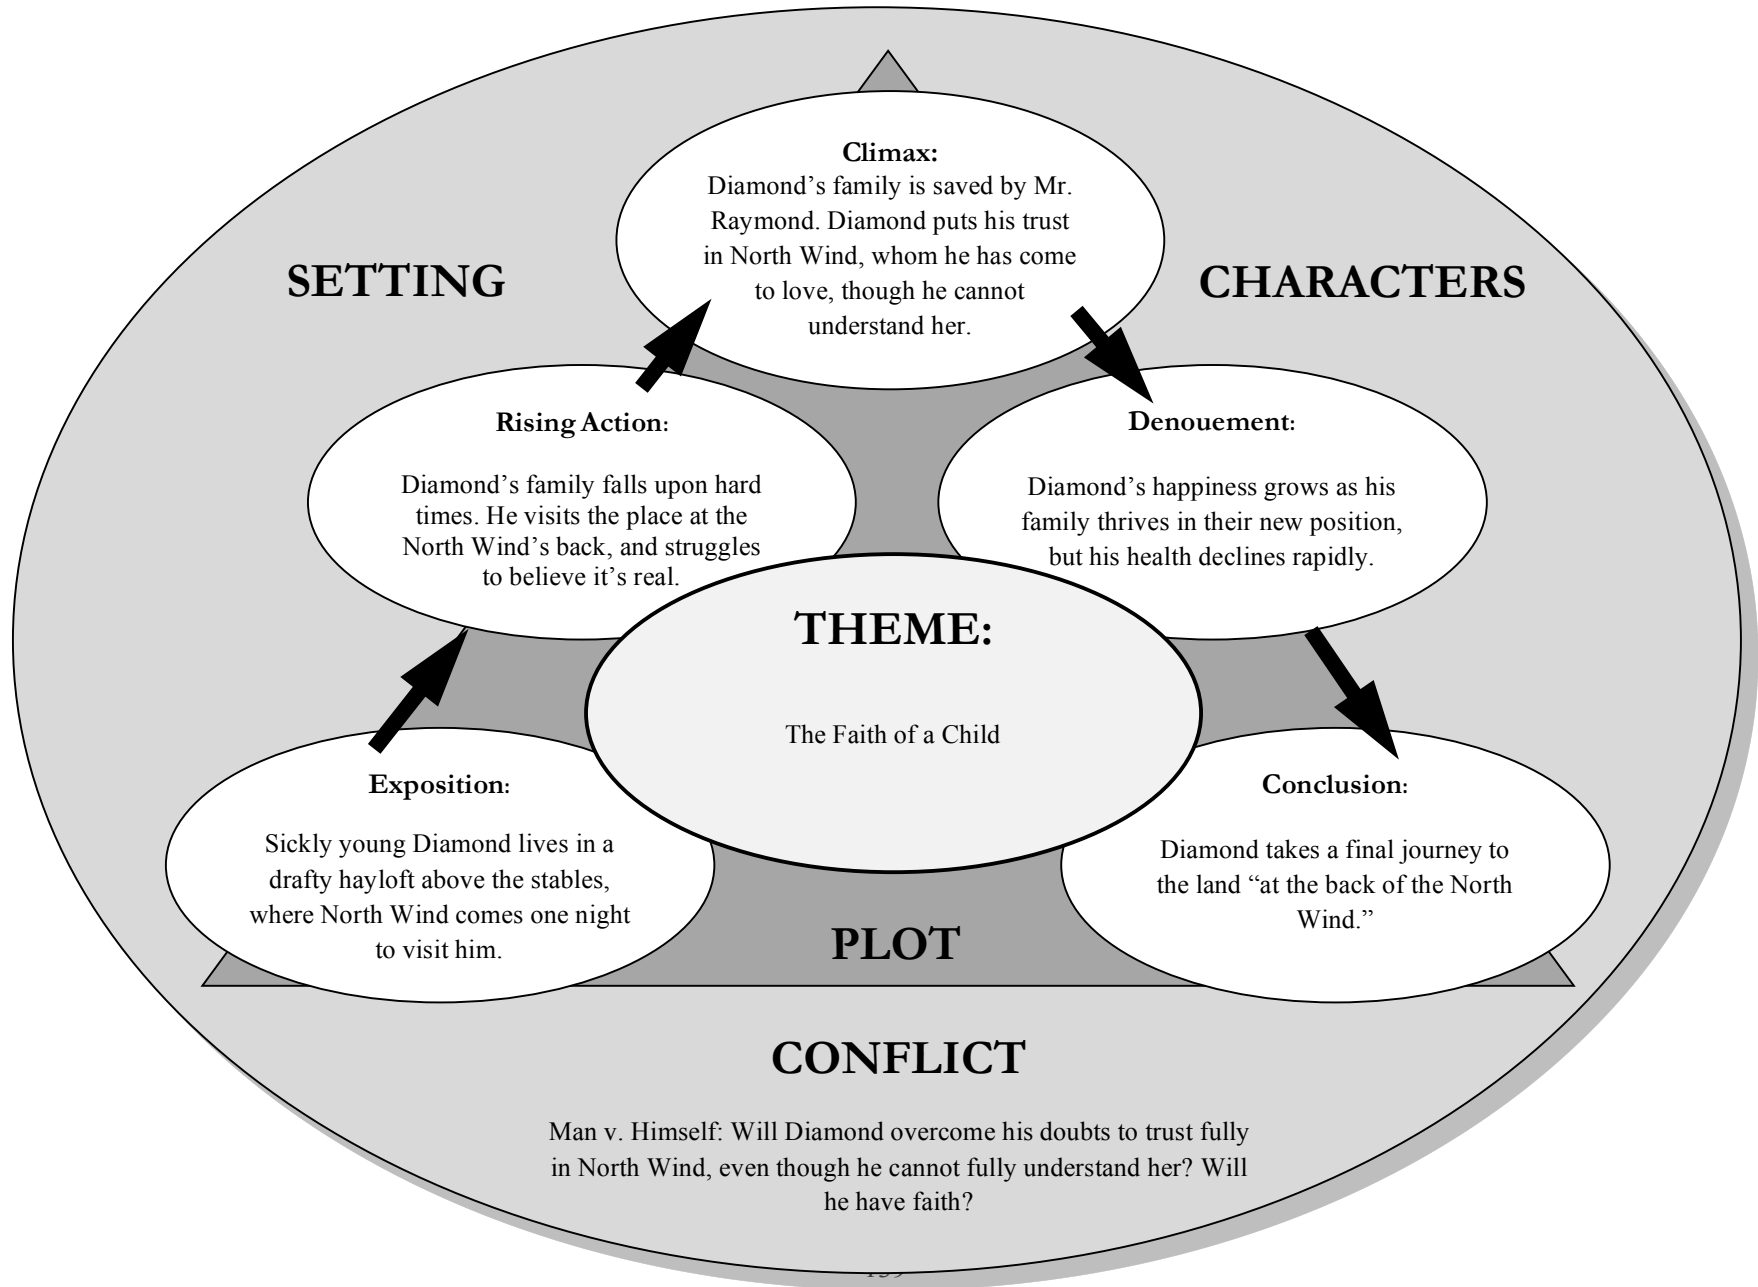 Climax:
Diamond’s family is saved by Mr.
Raymond. Diamond puts his trust
in North Wind, whom he has come
to love, though he cannot
understand her.
SETTING
CHARACTERS
Rising Action:
Diamond’s family falls upon hard
times. He visits the place at the
North Wind’s back, and struggles
to believe it’s real.
Denouement:
Diamond’s happiness grows as his
family thrives in their new position,
but his health declines rapidly.
THEME:
The Faith of a Child
Exposition:
Sickly young Diamond lives in a
drafty hayloft above the stables,
where North Wind comes one night
to visit him.
Conclusion:
Diamond takes a final journey to
the land “at the back of the North
Wind.”
PLOT
CONFLICT
Man v. Himself: Will Diamond overcome his doubts to trust fully
in North Wind, even though he cannot fully understand her? Will
he have faith?